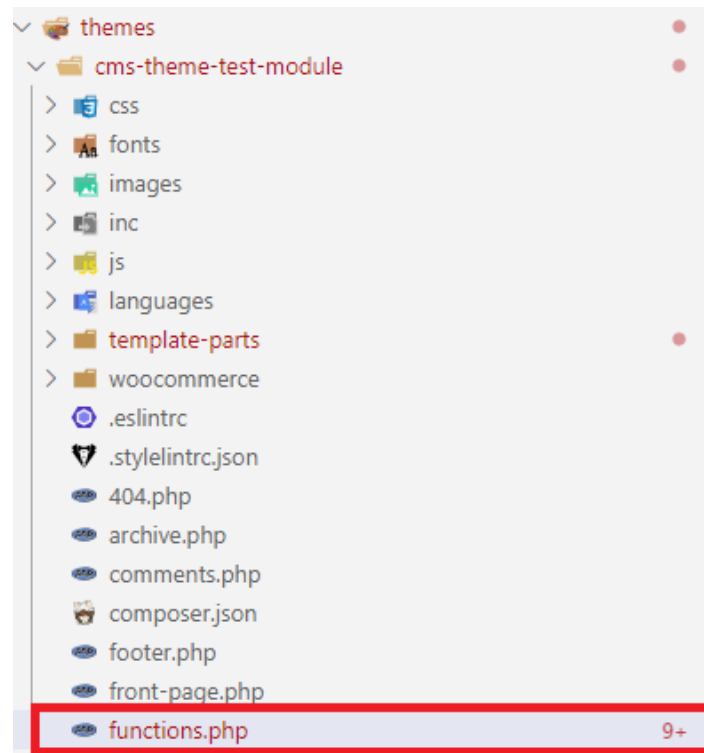 themes
cms-theme-test-module
css
fonts
images
inc
js
languages
template-parts
woocommerce
.eslintrc
.stylelintrc.json
404.php
archive.php
comments.php
composer.json
footer.php
front-page.php
functions.php 9+